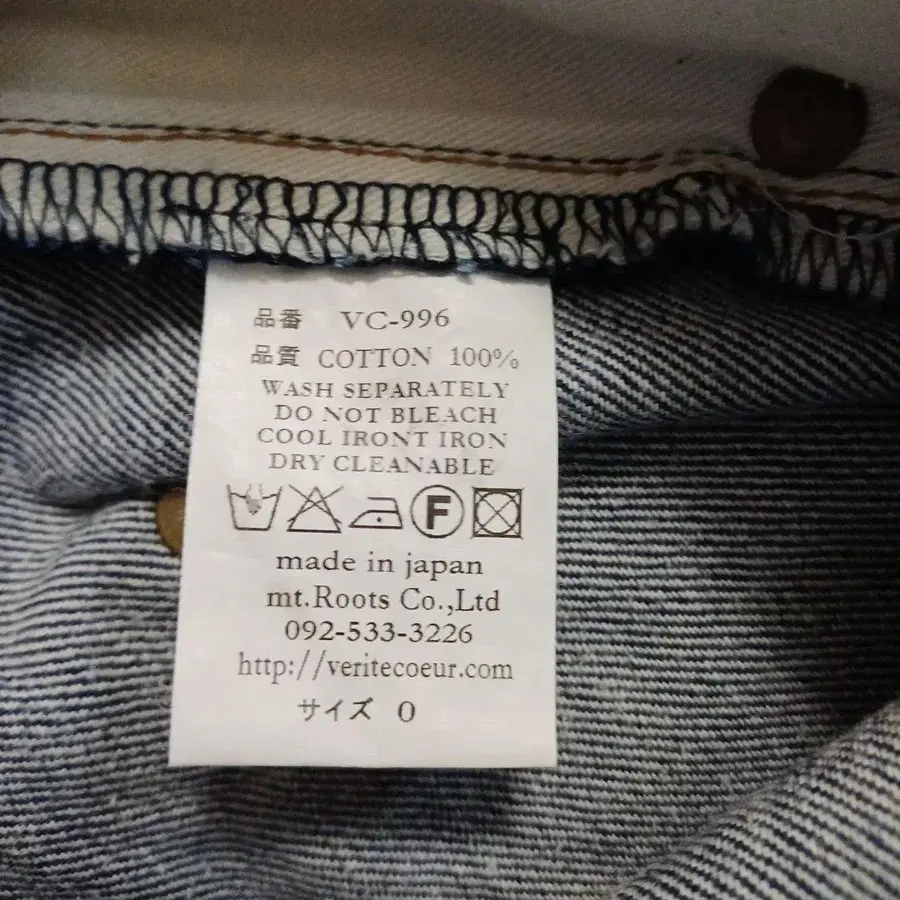 品番 VC-996
品質 COTTON 100%
WASH SEPARATELY
DO NOT BLEACH
COOL IRONT IRON
DRY CLEANABLE
F
made in japan
mt.Roots Co.,Ltd
092-533-3226
http://veritecoeur.com
サイズ 0